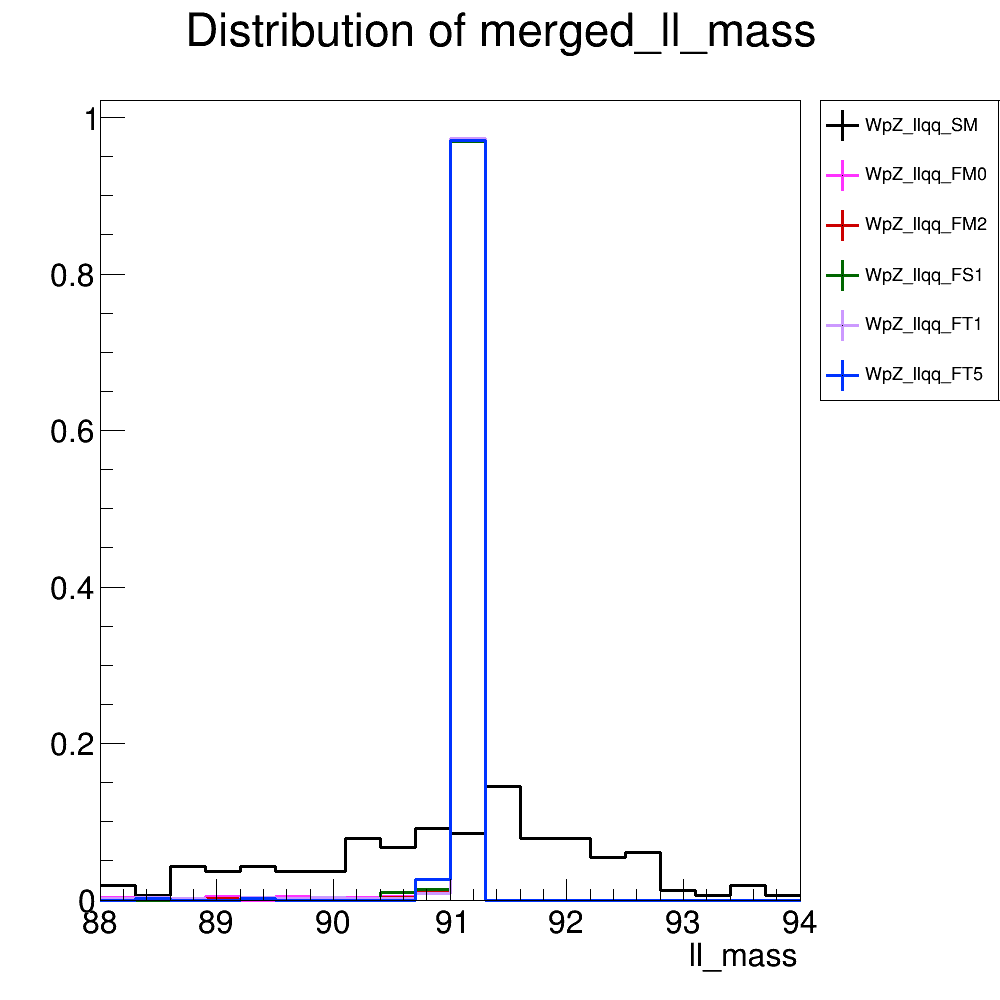 Distribution of merged_ll_mass
1
0.8
0.6
0.4
0.2
0
88 89 90 91 92 93 94
ll_mass
WpZ_llqq_SM
WpZ_llqq_FM0
WpZ_llqq_FM2
WpZ_llqq_FS1
WpZ_llqq_FT1
WpZ_llqq_FT5